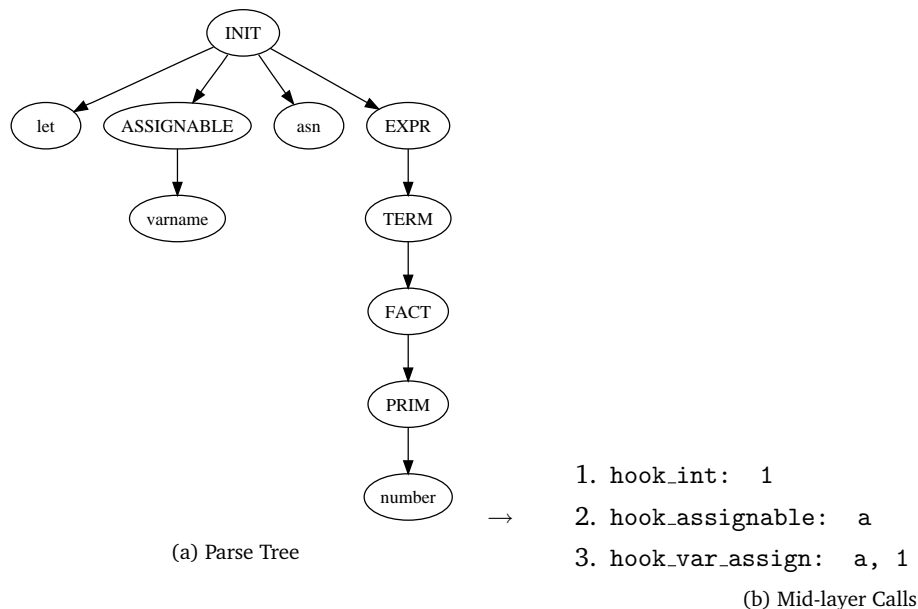 INIT
let ASSIGNABLE asn EXPR
varname TERM
FACT
PRIM
number
→
(a) Parse Tree
1. hook_int: 1
2. hook_assignable: a
3. hook_var_assign: a, 1
(b) Mid-layer Calls